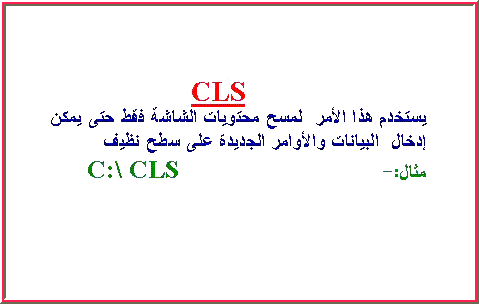 CLS
يستخدم هذا الأمر لمسح محتويات الشاشة فقط حتى يمكن
إدخال البيانات والأوامر الجديدة على سطح نظيف
مثال:- C:\ CLS